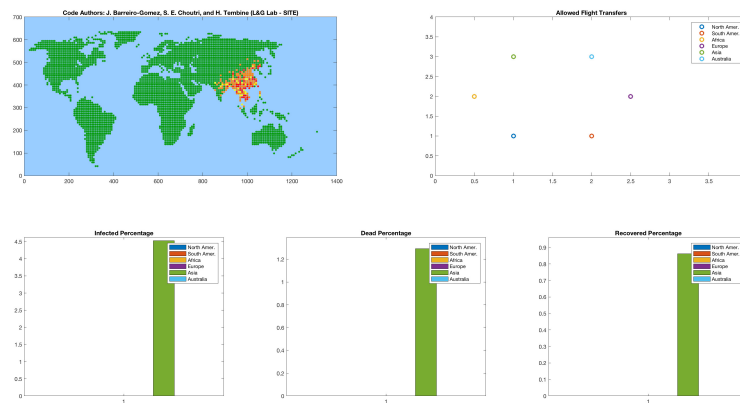 Code Authors: J. Barreiro-Gomez, S. E. Choutri, and H. Tembine (L&G Lab - SITE)
700
600
500
400
300
200
100
0
0 200 400 600 800 1000 1200 1400
Allowed Flight Transfers
4
3.5
3
2.5
2
1.5
1
0.5
0
0 0.5 1 1.5 2 2.5 3 3.5
North Amer.
South Amer.
Africa
Europe
Asia
Australia
Infected Percentage
4.5
4
3.5
3
2.5
2
1.5
1
0.5
0
1
North Amer.
South Amer.
Africa
Europe
Asia
Australia
Dead Percentage
1.2
1
0.8
0.6
0.4
0.2
0
1
North Amer.
South Amer.
Africa
Europe
Asia
Australia
Recovered Percentage
0.9
0.8
0.7
0.6
0.5
0.4
0.3
0.2
0.1
0
1
North Amer.
South Amer.
Africa
Europe
Asia
Australia